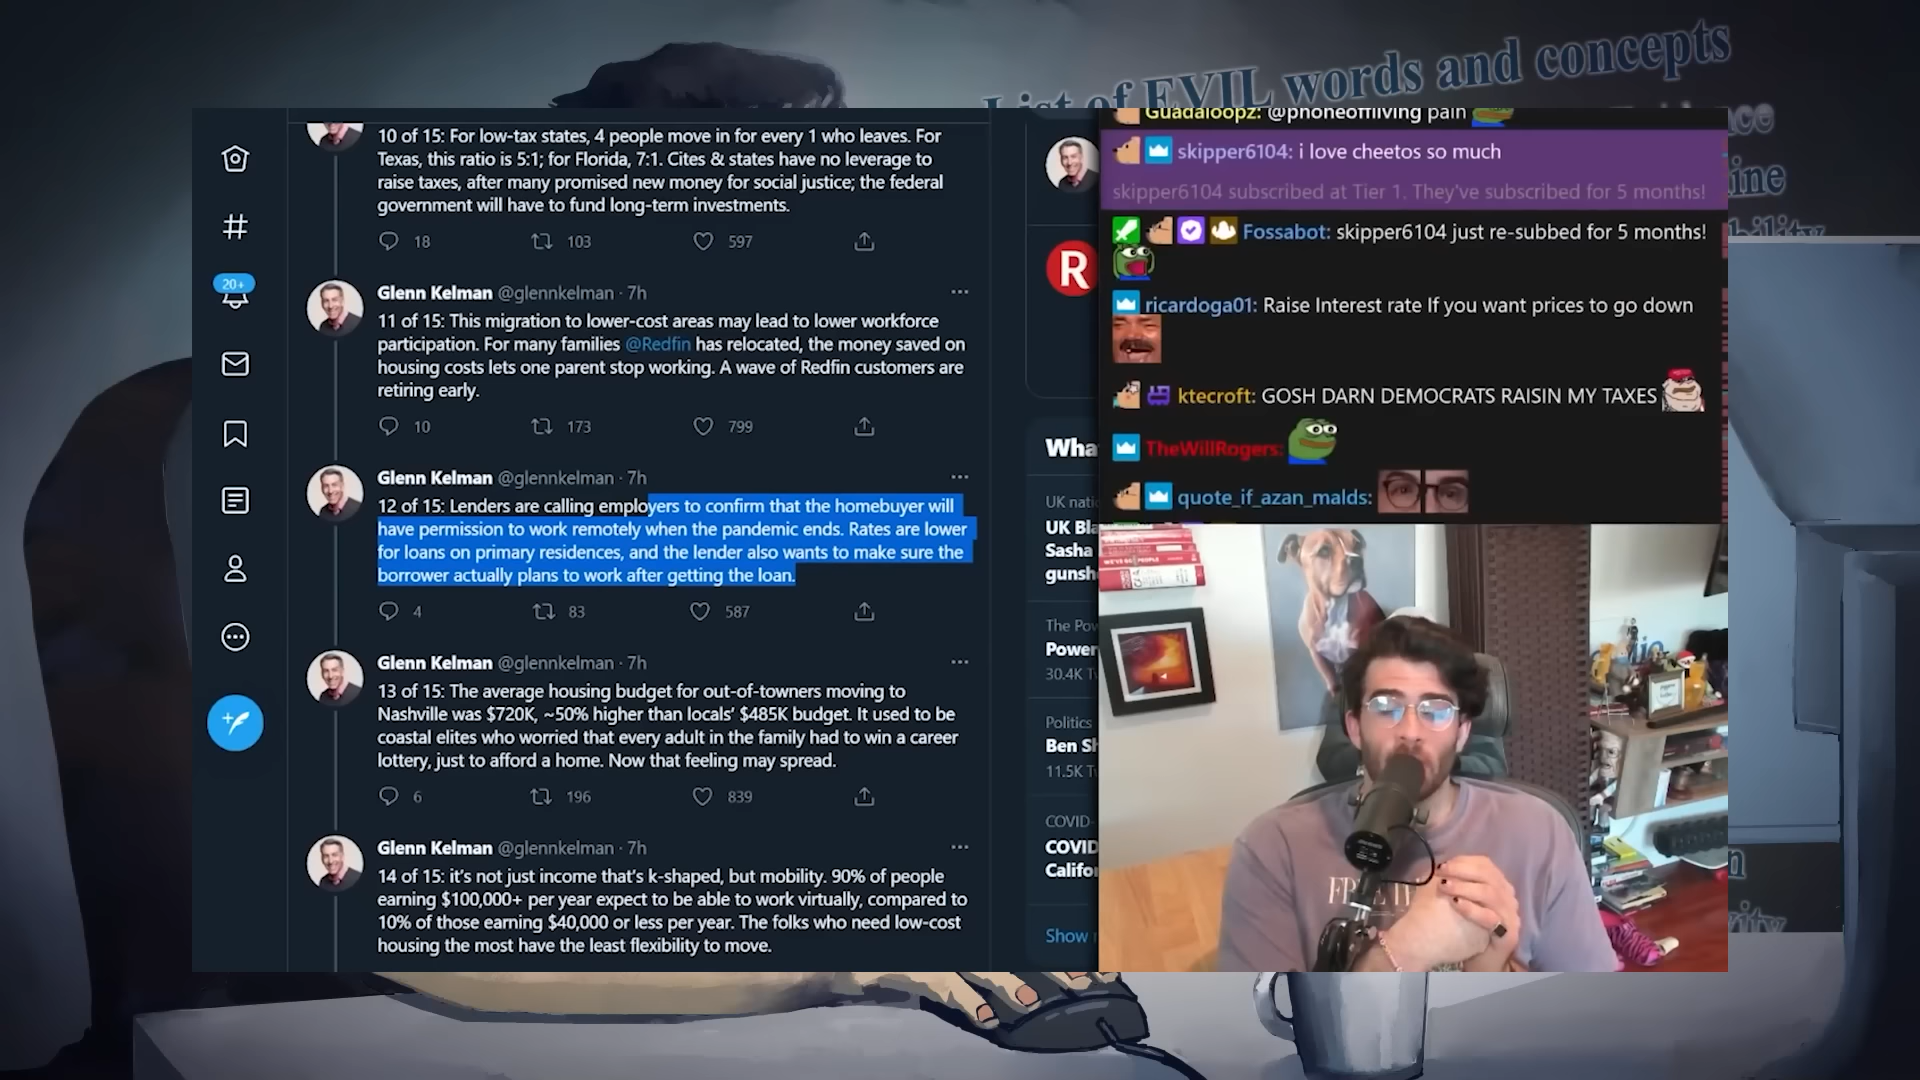 List of EVIL words and concepts
10 of 15: For low-tax states, 4 people move in for every 1 who leaves. For
Texas, this ratio is 5:1; for Florida, 7:1. Cites & states have no leverage to
raise taxes, after many promised new money for social justice; the federal
government will have to fund long-term investments.
18 103 597
20+
Glenn Kelman @glennkelman · 7h
11 of 15: This migration to lower-cost areas may lead to lower workforce
participation. For many families @Redfin has relocated, the money saved on
housing costs lets one parent stop working. A wave of Redfin customers are
retiring early.
10 173 799
Glenn Kelman @glennkelman · 7h
12 of 15: Lenders are calling employers to confirm that the homebuyer will
have permission to work remotely when the pandemic ends. Rates are lower
for loans on primary residences, and the lender also wants to make sure the
borrower actually plans to work after getting the loan.
4 83 587
Glenn Kelman @glennkelman · 7h
13 of 15: The average housing budget for out-of-towners moving to
Nashville was $720K, ~50% higher than locals' $485K budget. It used to be
coastal elites who worried that every adult in the family had to win a career
lottery, just to afford a home. Now that feeling may spread.
6 196 839
Glenn Kelman @glennkelman · 7h
14 of 15: it's not just income that's k-shaped, but mobility. 90% of people
earning $100,000+ per year expect to be able to work virtually, compared to
10% of those earning $40,000 or less per year. The folks who need low-cost
housing the most have the least flexibility to move.
R
Wha
UK nati
UK Bla
Sasha
gunsh
The Pow
Power
30.4K T
Politics
Ben Sh
11.5K T
COVID-
COVID
Califor
Show
Guadaloopz: @phoneoffliving pain
skipper6104: i love cheetos so much
skipper6104 subscribed at Tier 1. They've subscribed for 5 months!
Fossabot: skipper6104 just re-subbed for 5 months!
ricardoga01: Raise Interest rate If you want prices to go down
ktecroft: GOSH DARN DEMOCRATS RAISIN MY TAXES
TheWillRogers:
quote_if_azan_malds: